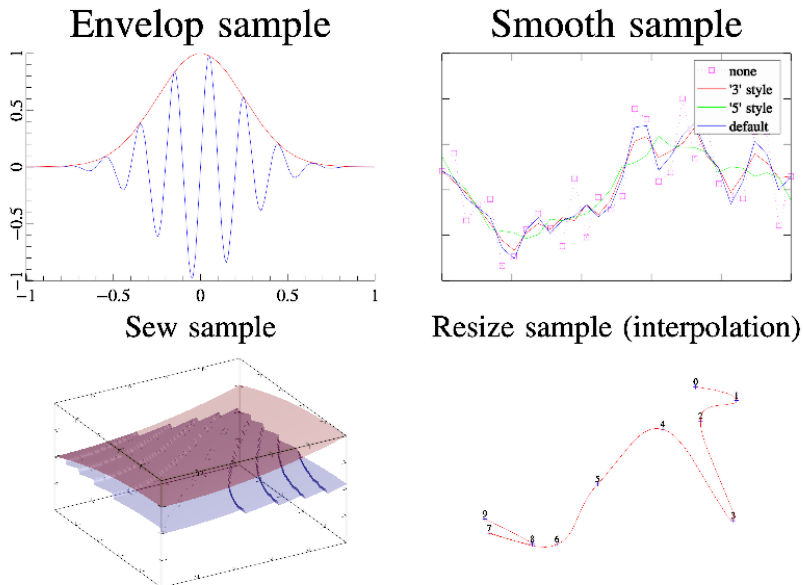 Envelop sample
Smooth sample
1
0.5
0
−0.5
−1
−1
−0.5
0
0.5
1
none
'3' style
'5' style
default
Sew sample
Resize sample (interpolation)
0
1
2
4
5
3
9
7
8
6